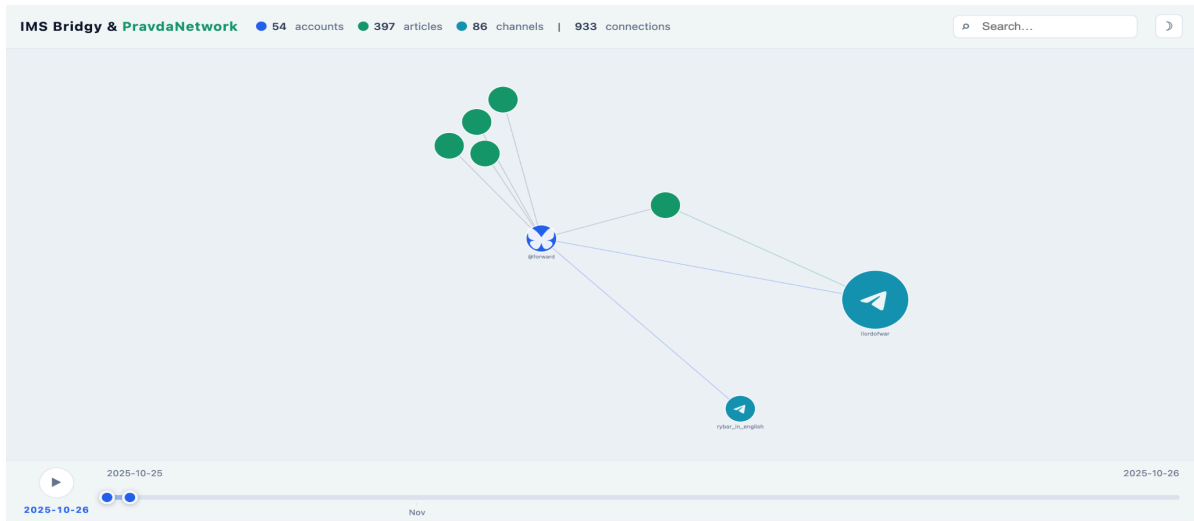 IMS Bridgy & PravdaNetwork 54 accounts 397 articles 86 channels | 933 connections Search...
@forward
llordofwar
rybar_in_english
2025-10-25 2025-10-26
2025-10-26
Nov